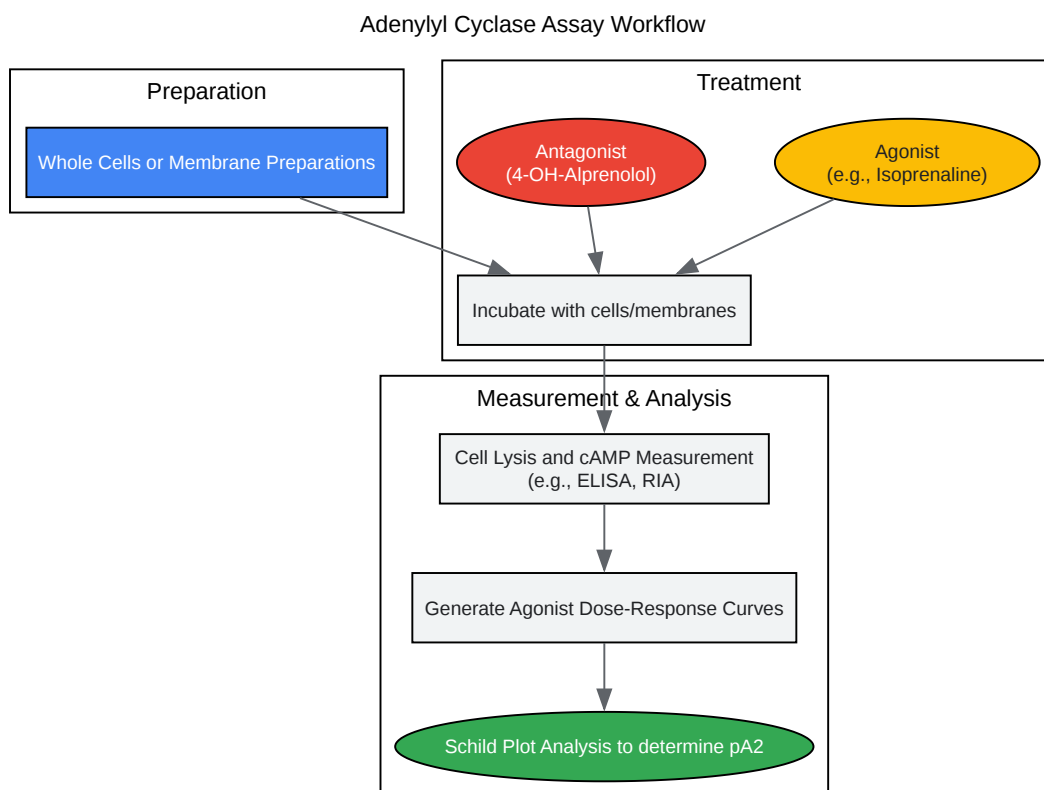 Adenylyl Cyclase Assay Workflow
Preparation
Whole Cells or Membrane Preparations
Treatment
Antagonist
(4-OH-Alprenolol)
Agonist
(e.g., Isoprenaline)
Incubate with cells/membranes
Measurement & Analysis
Cell Lysis and cAMP Measurement
(e.g., ELISA, RIA)
Generate Agonist Dose-Response Curves
Schild Plot Analysis to determine pA2